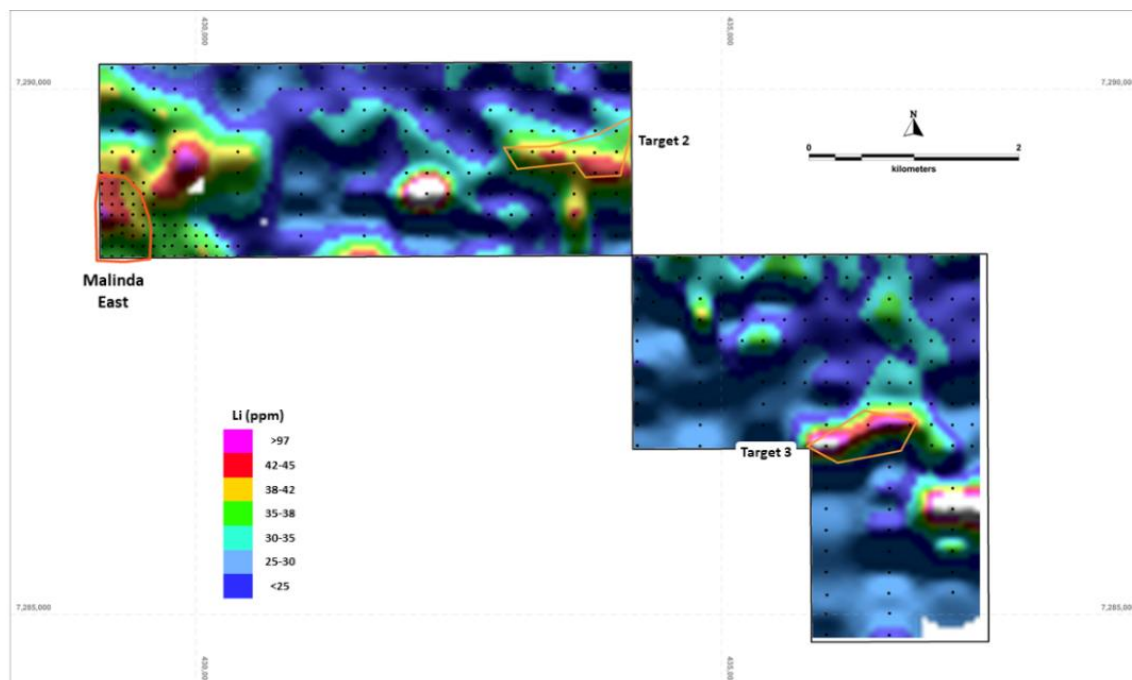 430,000
435,000
7,290,000
7,290,000
N
0
2
kilometers
Target 2
Malinda
East
Target 3
Li (ppm)
>97
42-45
38-42
35-38
30-35
25-30
<25
7,285,000
7,285,000
430,000
435,000